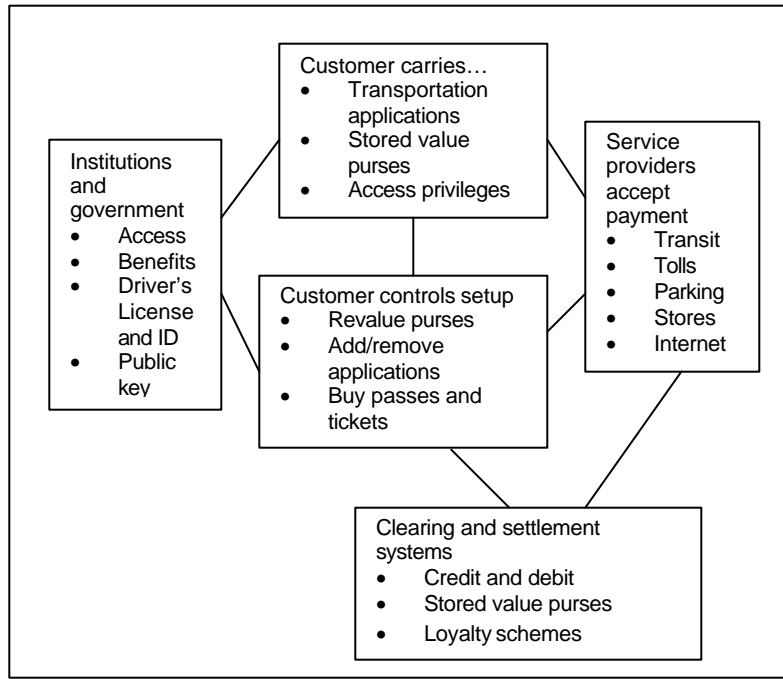 Customer carries…
• Transportation
applications
• Stored value
purses
• Access privileges
Institutions
and
government
• Access
• Benefits
• Driver's
License
and ID
• Public
key
Service
providers
accept
payment
• Transit
• Tolls
• Parking
• Stores
• Internet
Customer controls setup
• Revalue purses
• Add/remove
applications
• Buy passes and
tickets
Clearing and settlement
systems
• Credit and debit
• Stored value purses
• Loyalty schemes